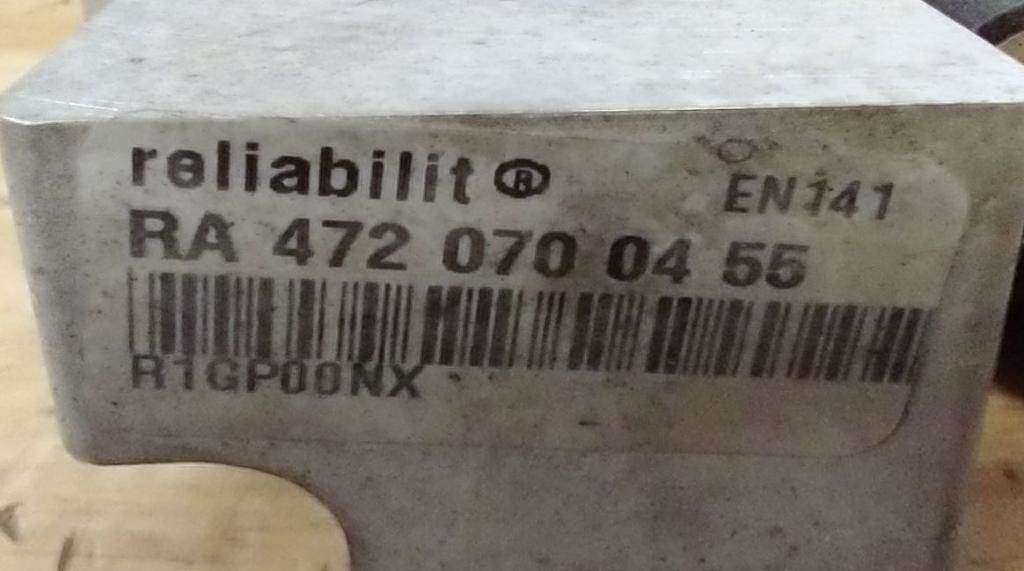 reliabilit®
EN141
RA 472 070 04 55
R1GP00NX